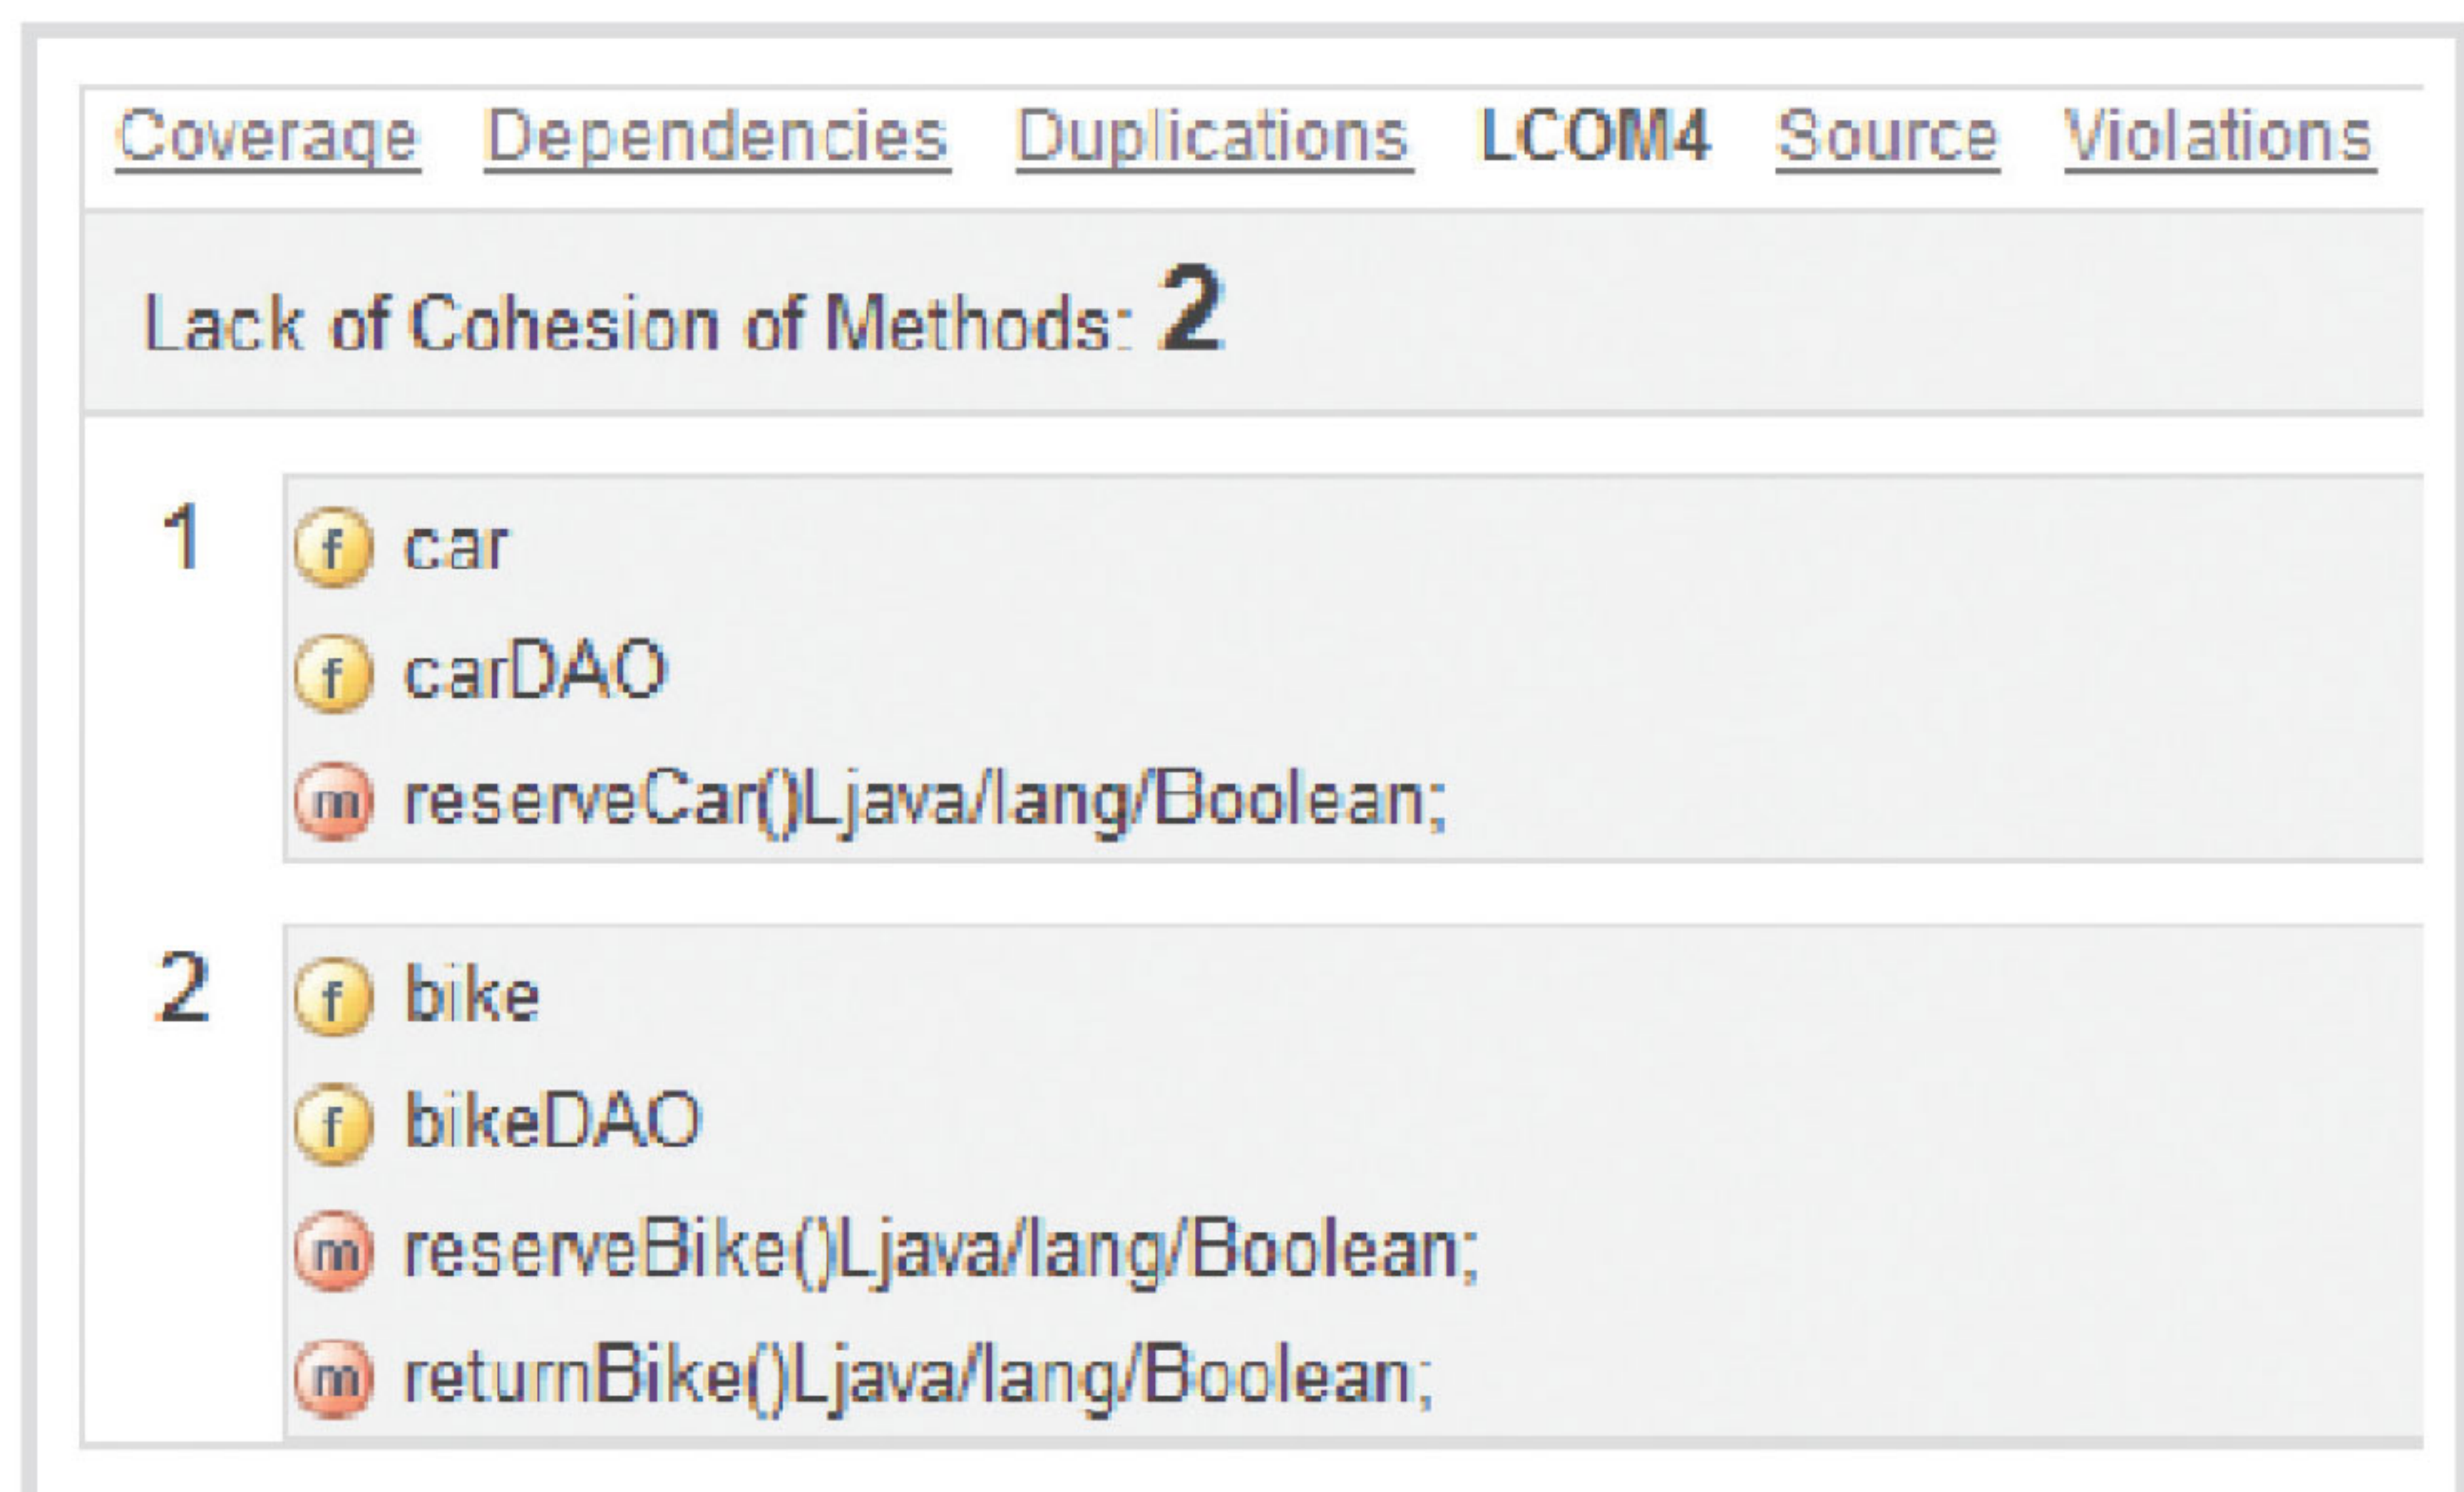 Coverage Dependencies Duplications LCOM4 Source Violations
Lack of Cohesion of Methods: 2
1
f car
f carDAO
m reserveCar()Ljava/lang/Boolean;
2
f bike
f bikeDAO
m reserveBike()Ljava/lang/Boolean;
m returnBike()Ljava/lang/Boolean;